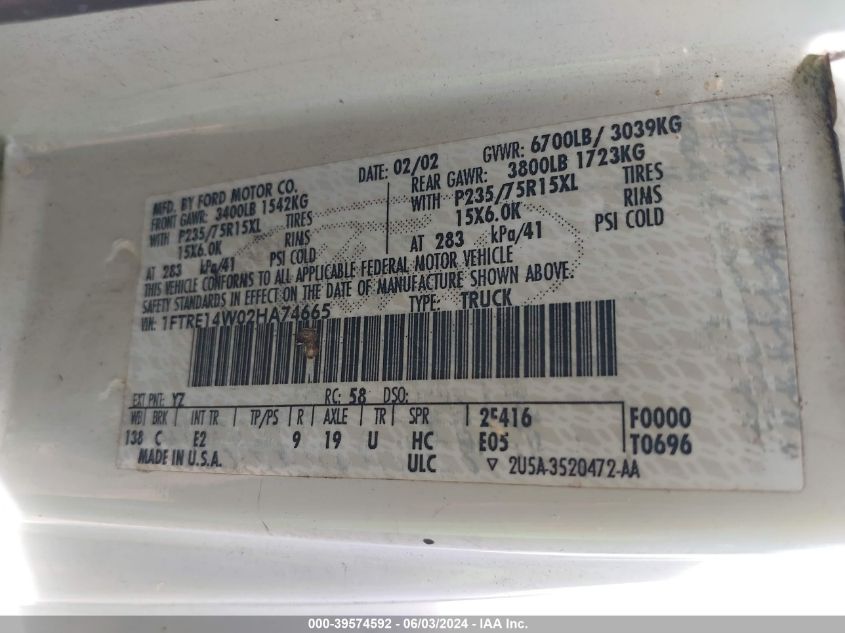 MFD. BY FORD MOTOR CO.
FRONT GAWR: 3400LB 1542KG
WITH P235/75R15XL TIRES
15X6.0K RIMS
AT 283 kPa/41 PSI COLD
DATE: 02/02 GVWR: 6700LB/ 3039KG
REAR GAWR: 3800LB 1723KG
WITH P235/75R15XL TIRES
15X6.0K RIMS
AT 283 kPa/41 PSI COLD
THIS VEHICLE CONFORMS TO ALL APPLICABLE FEDERAL MOTOR VEHICLE
SAFETY STANDARDS IN EFFECT ON THE DATE OF MANUFACTURE SHOWN ABOVE.
VIN: 1FTRE14W02HA74665 TYPE: TRUCK
EXT PNT: YZ RC: 58 DSO:
WB BRK INT TR TP/PS R AXLE TR SPR 25416 F0000
138 C E2 9 19 U HC E05 T0696
MADE IN U.S.A. ULC ▽ 2U5A-3520472-AA
000-39574592 - 06/03/2024 - IAA Inc.